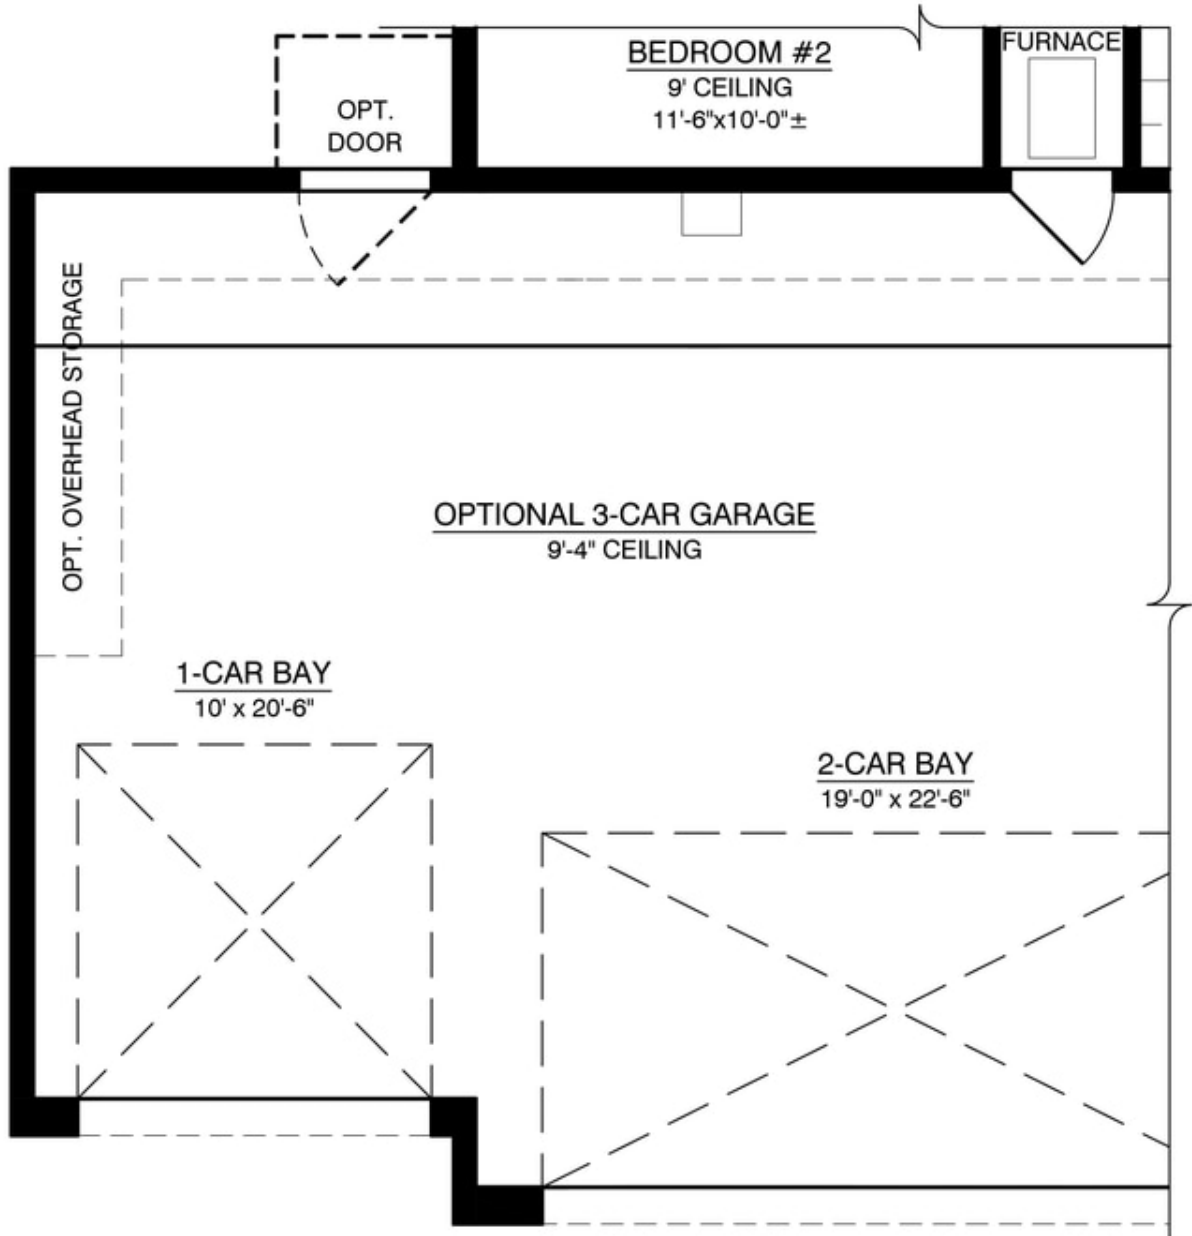 BEDROOM #2
9' CEILING
11'-6"x10'-0"±
FURNACE
OPT.
DOOR
OPT. OVERHEAD STORAGE
OPTIONAL 3-CAR GARAGE
9'-4" CEILING
1-CAR BAY
10' x 20'-6"
2-CAR BAY
19'-0" x 22'-6"